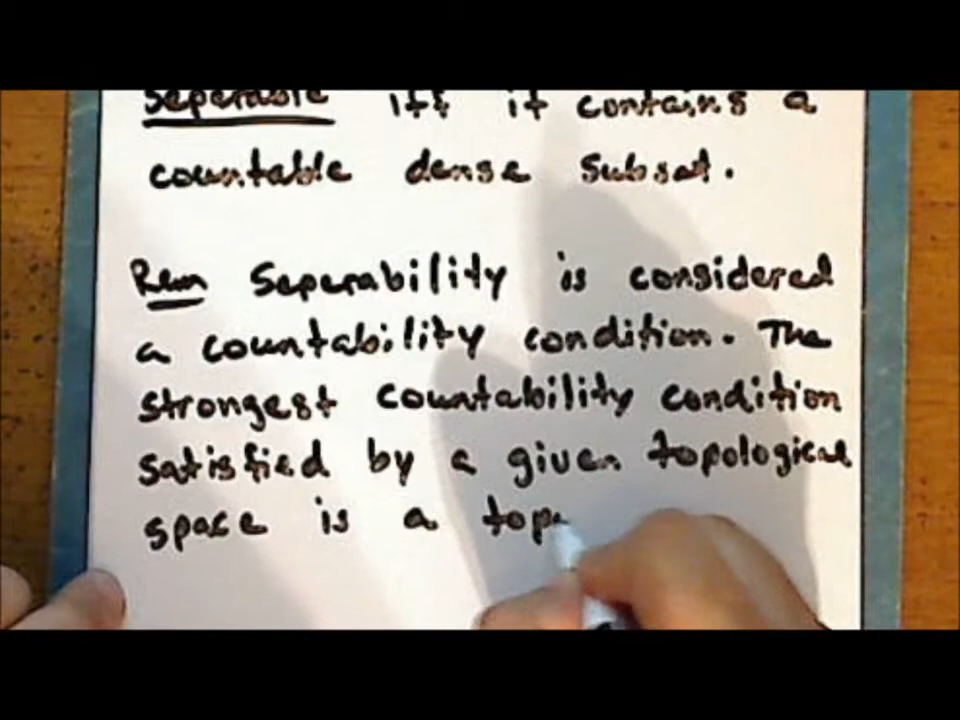 Seperable iff it contains a
countable dense subset.
Rem Seperability is considered
a countability condition. The
strongest countability condition
satisfied by a given topological
space is a topo